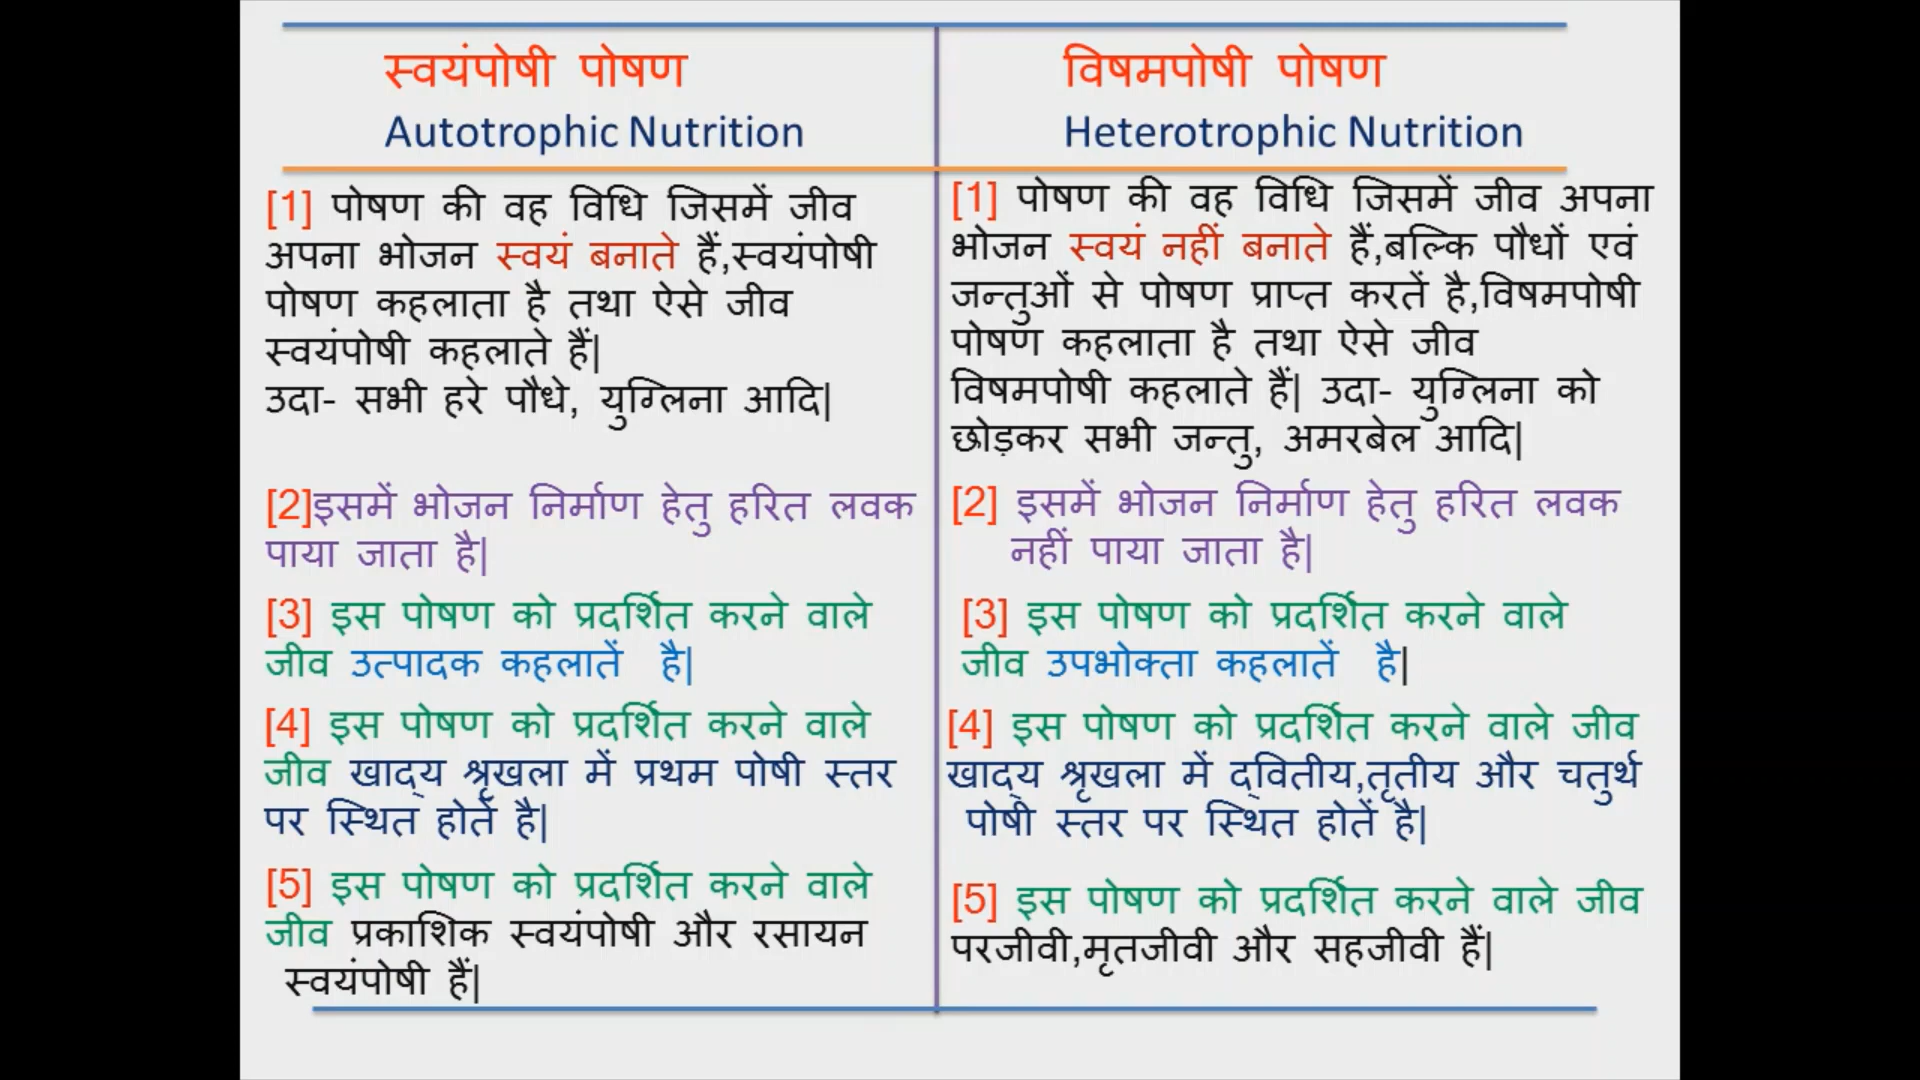 स्वयंपोषी पोषण
Autotrophic Nutrition
[1] पोषण की वह विधि जिसमें जीव
अपना भोजन स्वयं बनाते हैं,स्वयंपोषी
पोषण कहलाता है तथा ऐसे जीव
स्वयंपोषी कहलाते हैं|
उदा- सभी हरे पौधे, युग्लिना आदि|
[2]इसमें भोजन निर्माण हेतु हरित लवक
पाया जाता है|
[3] इस पोषण को प्रदर्शित करने वाले
जीव उत्पादक कहलातें है|
[4] इस पोषण को प्रदर्शित करने वाले
जीव खाद्य श्रृखला में प्रथम पोषी स्तर
पर स्थित होतें है|
[5] इस पोषण को प्रदर्शित करने वाले
जीव प्रकाशिक स्वयंपोषी और रसायन
स्वयंपोषी हैं|
विषमपोषी पोषण
Heterotrophic Nutrition
[1] पोषण की वह विधि जिसमें जीव अपना
भोजन स्वयं नहीं बनाते हैं,बल्कि पौधों एवं
जन्तुओं से पोषण प्राप्त करतें है,विषमपोषी
पोषण कहलाता है तथा ऐसे जीव
विषमपोषी कहलाते हैं| उदा- युग्लिना को
छोड़कर सभी जन्तु, अमरबेल आदि|
[2] इसमें भोजन निर्माण हेतु हरित लवक
नहीं पाया जाता है|
[3] इस पोषण को प्रदर्शित करने वाले
जीव उपभोक्ता कहलातें है|
[4] इस पोषण को प्रदर्शित करने वाले जीव
खाद्य श्रृखला में द्वितीय,तृतीय और चतुर्थ
पोषी स्तर पर स्थित होतें है|
[5] इस पोषण को प्रदर्शित करने वाले जीव
परजीवी,मृतजीवी और सहजीवी हैं|